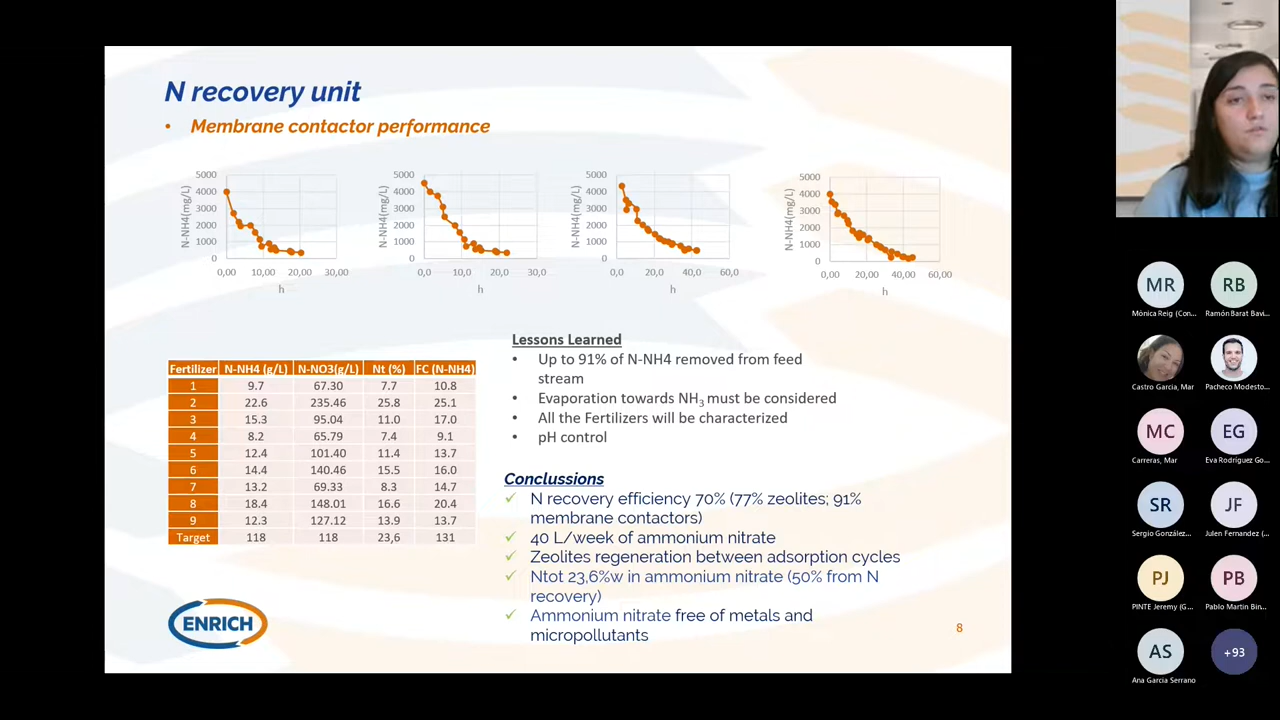 N recovery unit
• Membrane contactor performance
5000
4000
3000
2000
1000
0
N-NH4(mg/L)
0,00 10,00 20,00 30,00
h
5000
4000
3000
2000
1000
0
N-NH4(mg/L)
0,0 10,0 20,0 30,0
h
5000
4000
3000
2000
1000
0
N-NH4(mg/L)
0,0 20,0 40,0 60,0
h
5000
4000
3000
2000
1000
0
N-NH4(mg/L)
0,00 20,00 40,00 60,00
h
Fertilizer N-NH4 (g/L) N-NO3(g/L) Nt (%) FC (N-NH4)
1 9.7 67.30 7.7 10.8
2 22.6 235.46 25.8 25.1
3 15.3 95.04 11.0 17.0
4 8.2 65.79 7.4 9.1
5 12.4 101.40 11.4 13.7
6 14.4 140.46 15.5 16.0
7 13.2 69.33 8.3 14.7
8 18.4 148.01 16.6 20.4
9 12.3 127.12 13.9 13.7
Target 118 118 23,6 131
Lessons Learned
• Up to 91% of N-NH4 removed from feed
stream
• Evaporation towards NH3 must be considered
• All the Fertilizers will be characterized
• pH control
Conclussions
✓ N recovery efficiency 70% (77% zeolites; 91%
membrane contactors)
✓ 40 L/week of ammonium nitrate
✓ Zeolites regeneration between adsorption cycles
✓ Ntot 23,6%w in ammonium nitrate (50% from N
recovery)
✓ Ammonium nitrate free of metals and
micropollutants
ENRICH
8
MR RB
Mònica Reig (Con... Ramón Barat Bavi...
Castro Garcia, Mar Pacheco Modesto...
MC EG
Carreras, Mar Eva Rodríguez Go...
SR JF
Sergio González... Julen Fernandez (...
PJ PB
PINTE Jeremy (G... Pablo Martin Bin...
AS +93
Ana Garcia Serrano